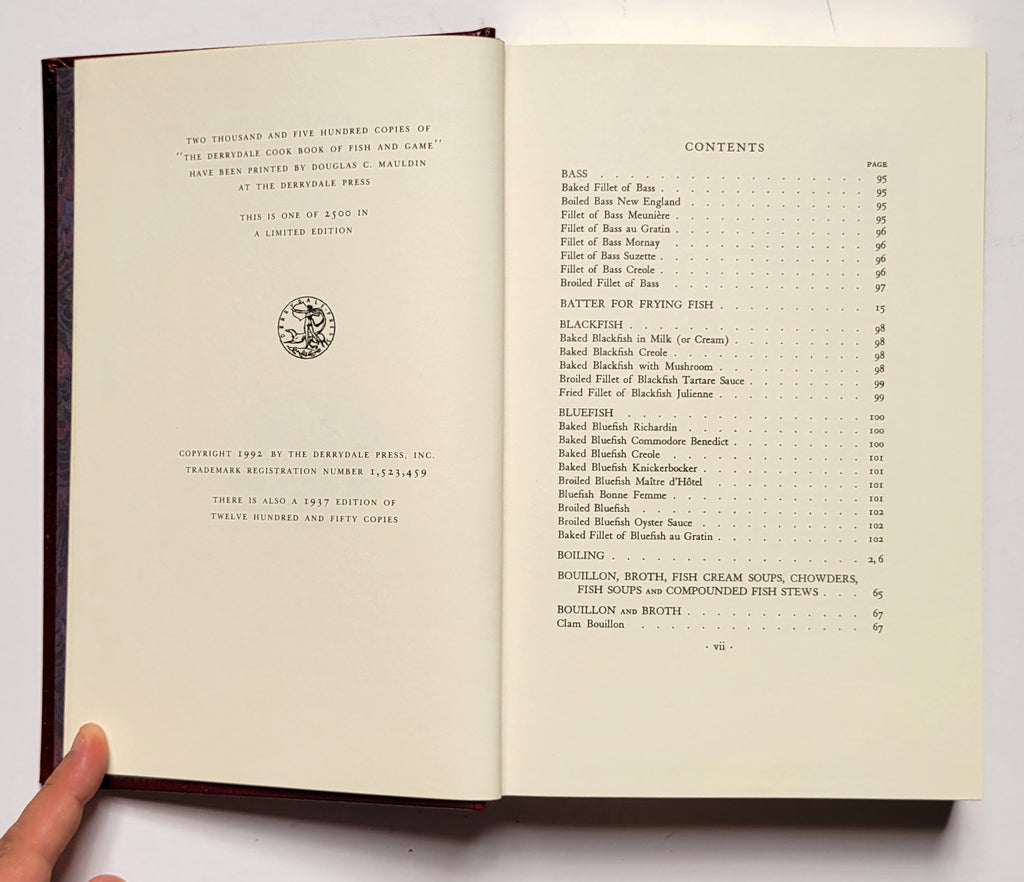 TWO THOUSAND AND FIVE HUNDRED COPIES OF
"THE DERRYDALE COOK BOOK OF FISH AND GAME"
HAVE BEEN PRINTED BY DOUGLAS C. MAULDIN
AT THE DERRYDALE PRESS
THIS IS ONE OF 2500 IN
A LIMITED EDITION
COPYRIGHT 1992 BY THE DERRYDALE PRESS, INC.
TRADEMARK REGISTRATION NUMBER 1,523,459
THERE IS ALSO A 1937 EDITION OF
TWELVE HUNDRED AND FIFTY COPIES
CONTENTS
PAGE
BASS . . . . . . . . . . . . . 95
Baked Fillet of Bass . . . . . . . . . . . . . 95
Boiled Bass New England . . . . . . . . . . . . 95
Fillet of Bass Meunière . . . . . . . . . . . . 95
Fillet of Bass au Gratin . . . . . . . . . . . . 96
Fillet of Bass Mornay . . . . . . . . . . . . 96
Fillet of Bass Suzette . . . . . . . . . . . . . 96
Fillet of Bass Creole . . . . . . . . . . . . . 96
Broiled Fillet of Bass . . . . . . . . . . . . 97
BATTER FOR FRYING FISH . . . . . . . . . . 15
BLACKFISH . . . . . . . . . . . . . . 98
Baked Blackfish in Milk (or Cream) . . . . . . . . . 98
Baked Blackfish Creole . . . . . . . . . . . . 98
Baked Blackfish with Mushroom . . . . . . . . . . 98
Broiled Fillet of Blackfish Tartare Sauce . . . . . . . . 99
Fried Fillet of Blackfish Julienne . . . . . . . . . . 99
BLUEFISH . . . . . . . . . . . . . . 100
Baked Bluefish Richardin . . . . . . . . . . . . 100
Baked Bluefish Commodore Benedict . . . . . . . . . 100
Baked Bluefish Creole . . . . . . . . . . . . 101
Baked Bluefish Knickerbocker . . . . . . . . . . . 101
Broiled Bluefish Maître d'Hôtel . . . . . . . . . . 101
Bluefish Bonne Femme . . . . . . . . . . . . 101
Broiled Bluefish . . . . . . . . . . . . . 102
Broiled Bluefish Oyster Sauce . . . . . . . . . . . 102
Baked Fillet of Bluefish au Gratin . . . . . . . . . . 102
BOILING . . . . . . . . . . . . . . . 2, 6
BOUILLON, BROTH, FISH CREAM SOUPS, CHOWDERS,
FISH SOUPS AND COMPOUNDED FISH STEWS . . . 65
BOUILLON AND BROTH . . . . . . . . . . . 67
Clam Bouillon . . . . . . . . . . . . . 67
· vii ·